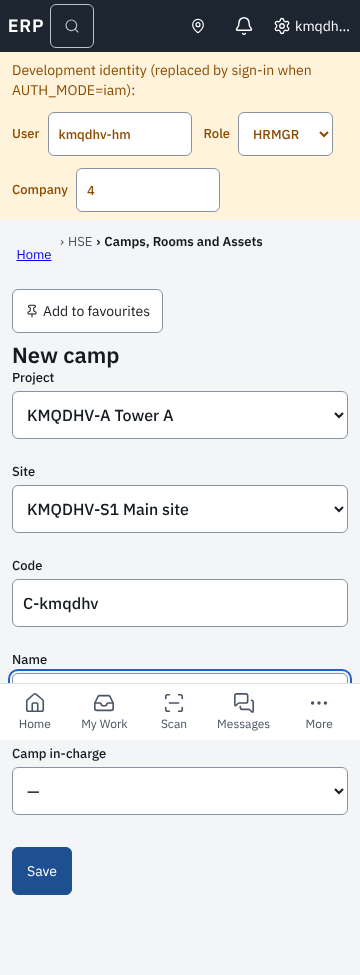 ERP
kmqdh...
Development identity (replaced by sign-in when
AUTH_MODE=iam):
User kmqdhv-hm Role HRMGR
Company 4
Home › HSE › Camps, Rooms and Assets
Add to favourites
New camp
Project
KMQDHV-A Tower A
Site
KMQDHV-S1 Main site
Code
C-kmqdhv
Name
Home My Work Scan Messages More
Camp in-charge
—
Save